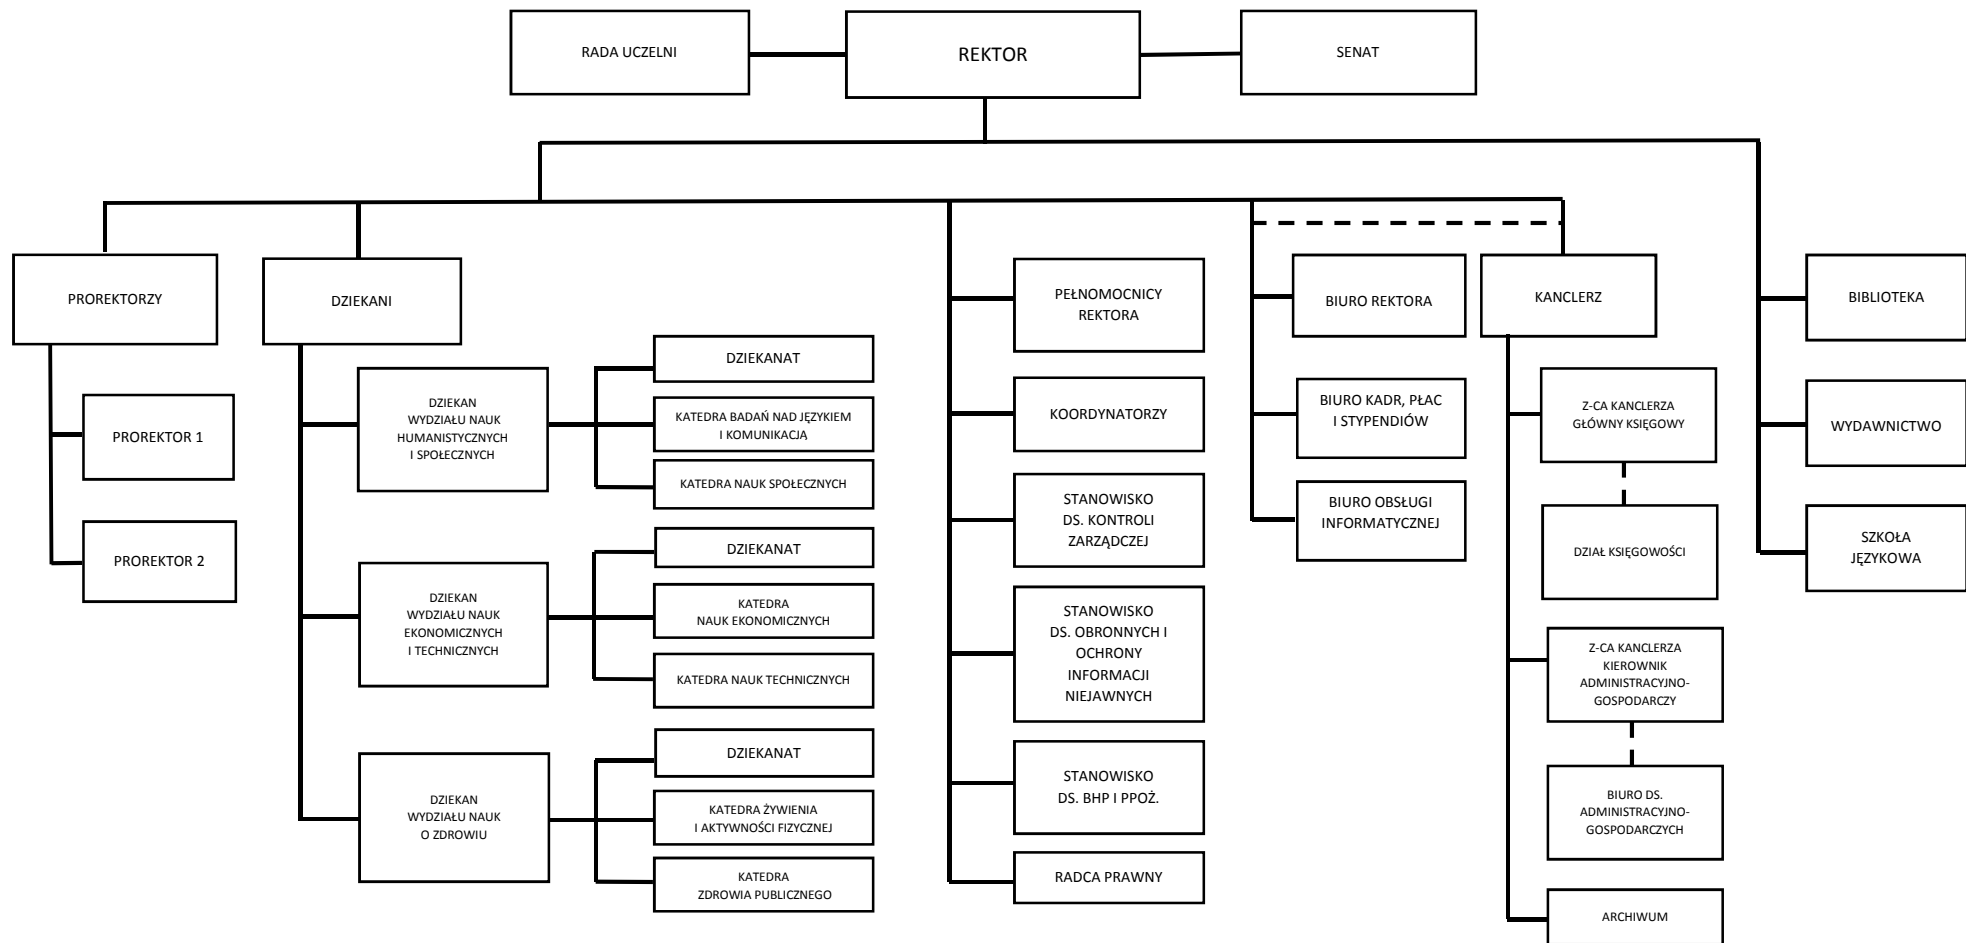 RADA UCZELNI
REKTOR
SENAT
PROREKTORZY
PROREKTOR 1
PROREKTOR 2
DZIEKANI
DZIEKAN
WYDZIAŁU NAUK
HUMANISTYCZNYCH
I SPOŁECZNYCH
DZIEKANAT
KATEDRA BADAŃ NAD JĘZYKIEM
I KOMUNIKACJĄ
KATEDRA NAUK SPOŁECZNYCH
DZIEKAN
WYDZIAŁU NAUK
EKONOMICZNYCH
I TECHNICZNYCH
DZIEKANAT
KATEDRA
NAUK EKONOMICZNYCH
KATEDRA NAUK TECHNICZNYCH
DZIEKAN
WYDZIAŁU NAUK
O ZDROWIU
DZIEKANAT
KATEDRA ŻYWIENIA
I AKTYWNOŚCI FIZYCZNEJ
KATEDRA
ZDROWIA PUBLICZNEGO
PEŁNOMOCNICY
REKTORA
KOORDYNATORZY
STANOWISKO
DS. KONTROLI
ZARZĄDCZEJ
STANOWISKO
DS. OBRONNYCH I
OCHRONY
INFORMACJI
NIEJAWNYCH
STANOWISKO
DS. BHP I PPOŻ.
RADCA PRAWNY
BIURO REKTORA
BIURO KADR, PŁAC
I STYPENDIÓW
BIURO OBSŁUGI
INFORMATYCZNEJ
KANCLERZ
Z-CA KANCLERZA
GŁÓWNY KSIĘGOWY
DZIAŁ KSIĘGOWOŚCI
Z-CA KANCLERZA
KIEROWNIK
ADMINISTRACYJNO-
GOSPODARCZY
BIURO DS.
ADMINISTRACYJNO-
GOSPODARCZYCH
ARCHIWUM
BIBLIOTEKA
WYDAWNICTWO
SZKOŁA
JĘZYKOWA